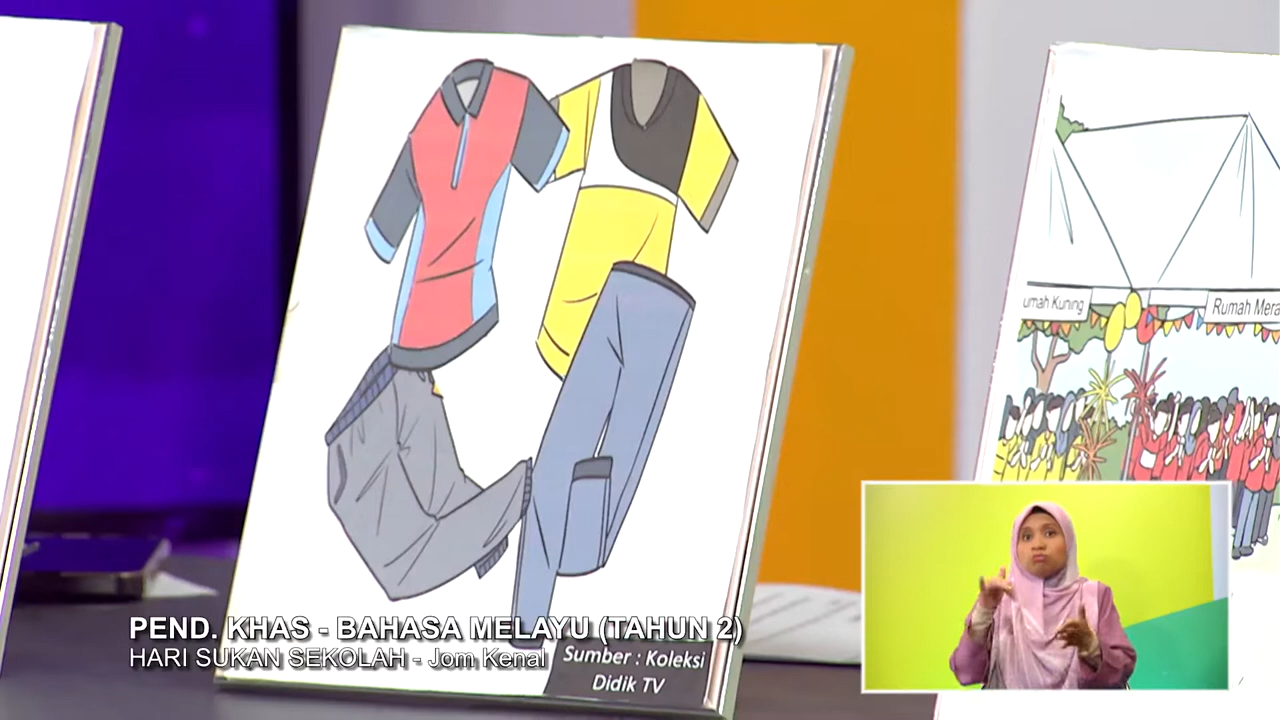 umah Kuning
Rumah Mera
PEND. KHAS - BAHASA MELAYU (TAHUN 2)
HARI SUKAN SEKOLAH - Jom Kenal
Sumber : Koleksi
Didik TV